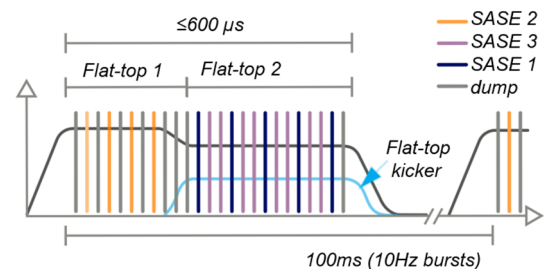 ≤600 µs
Flat-top 1
Flat-top 2
SASE 2
SASE 3
SASE 1
dump
Flat-top
kicker
100ms (10Hz bursts)